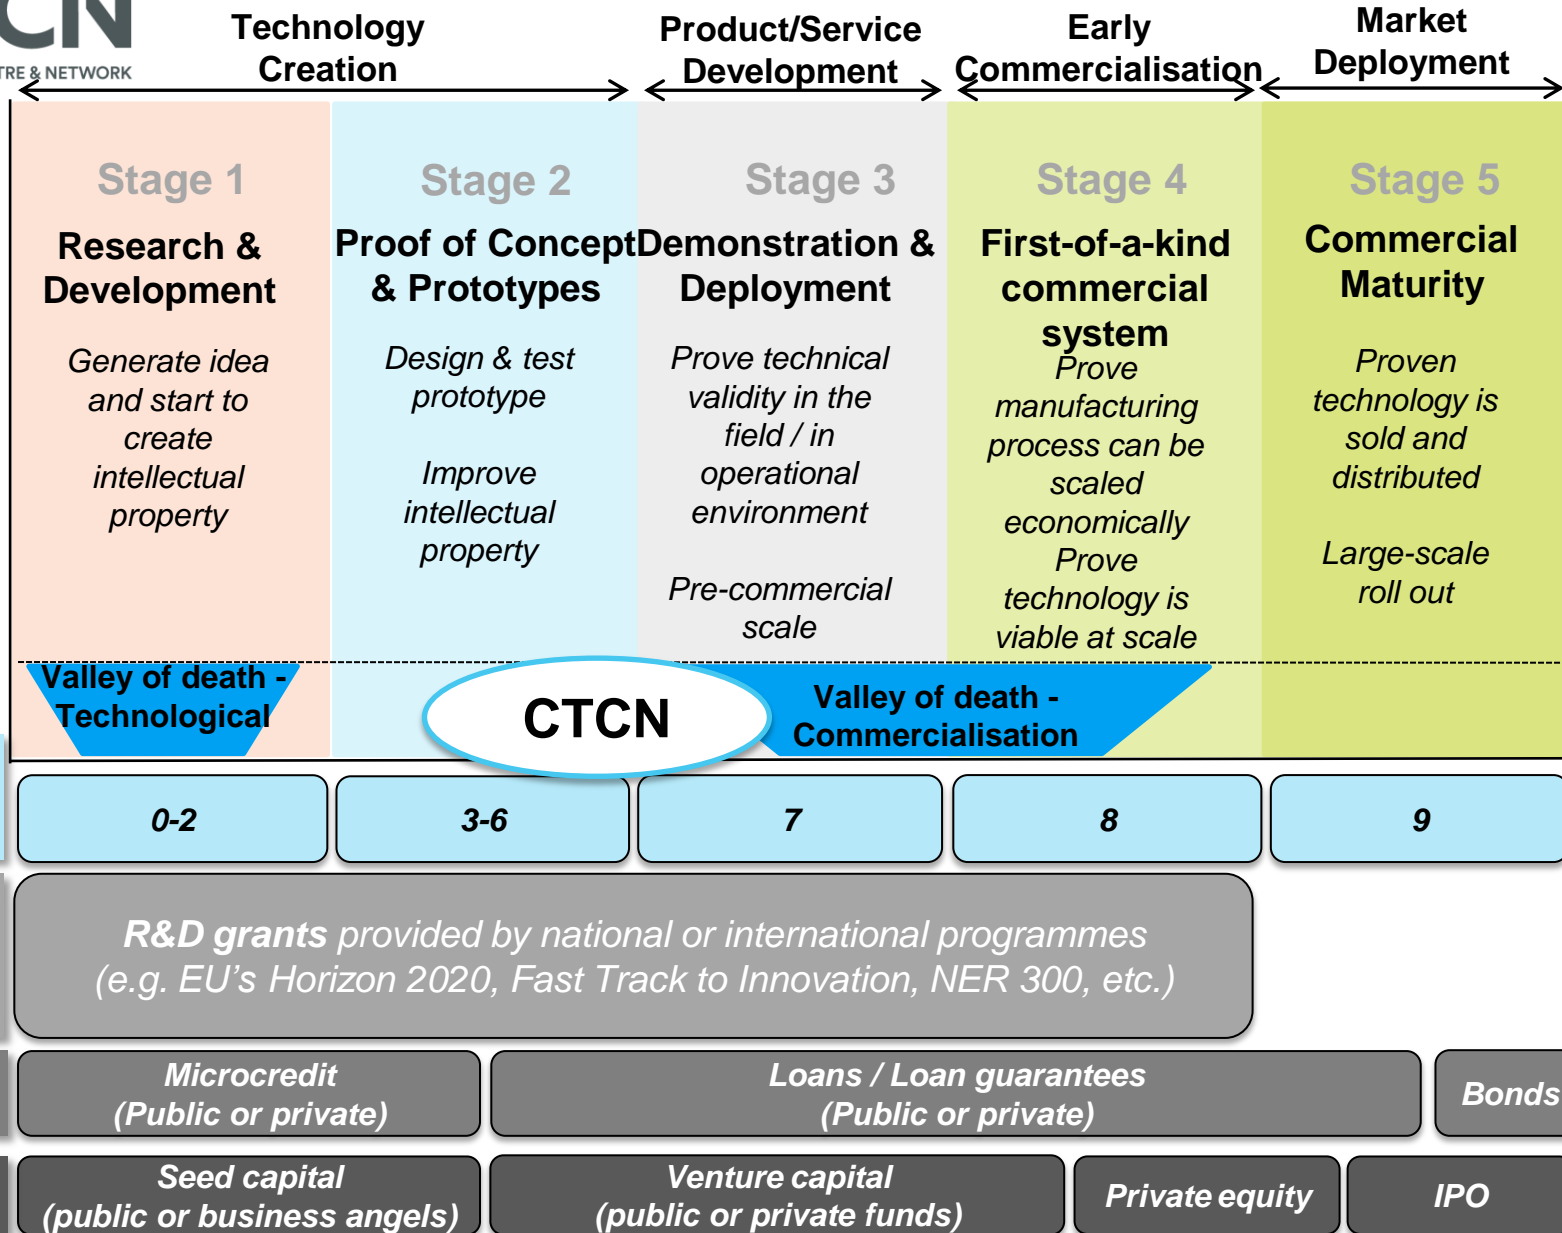 CN
TRE & NETWORK
Technology
Creation
Product/Service
Development
Early
Commercialisation
Market
Deployment
Stage 1
Research &
Development
Generate idea
and start to
create
intellectual
property
Stage 2
Proof of Concept
& Prototypes
Design & test
prototype
Improve
intellectual
property
Stage 3
Demonstration &
Deployment
Prove technical
validity in the
field / in
operational
environment
Pre-commercial
scale
Stage 4
First-of-a-kind
commercial
system
Prove
manufacturing
process can be
scaled
economically
Prove
technology is
viable at scale
Stage 5
Commercial
Maturity
Proven
technology is
sold and
distributed
Large-scale
roll out
Valley of death -
Technological
CTCN
Valley of death -
Commercialisation
0-2
3-6
7
8
9
R&D grants provided by national or international programmes
(e.g. EU's Horizon 2020, Fast Track to Innovation, NER 300, etc.)
Microcredit
(Public or private)
Loans / Loan guarantees
(Public or private)
Bonds
Seed capital
(public or business angels)
Venture capital
(public or private funds)
Private equity
IPO